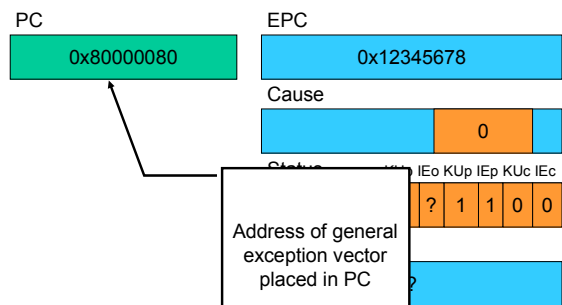 PC
EPC
0x80000080
0x12345678
Cause
0
IEo KUp IEp KUc IEc
? 1 1 0 0
Address of general
exception vector
placed in PC
?